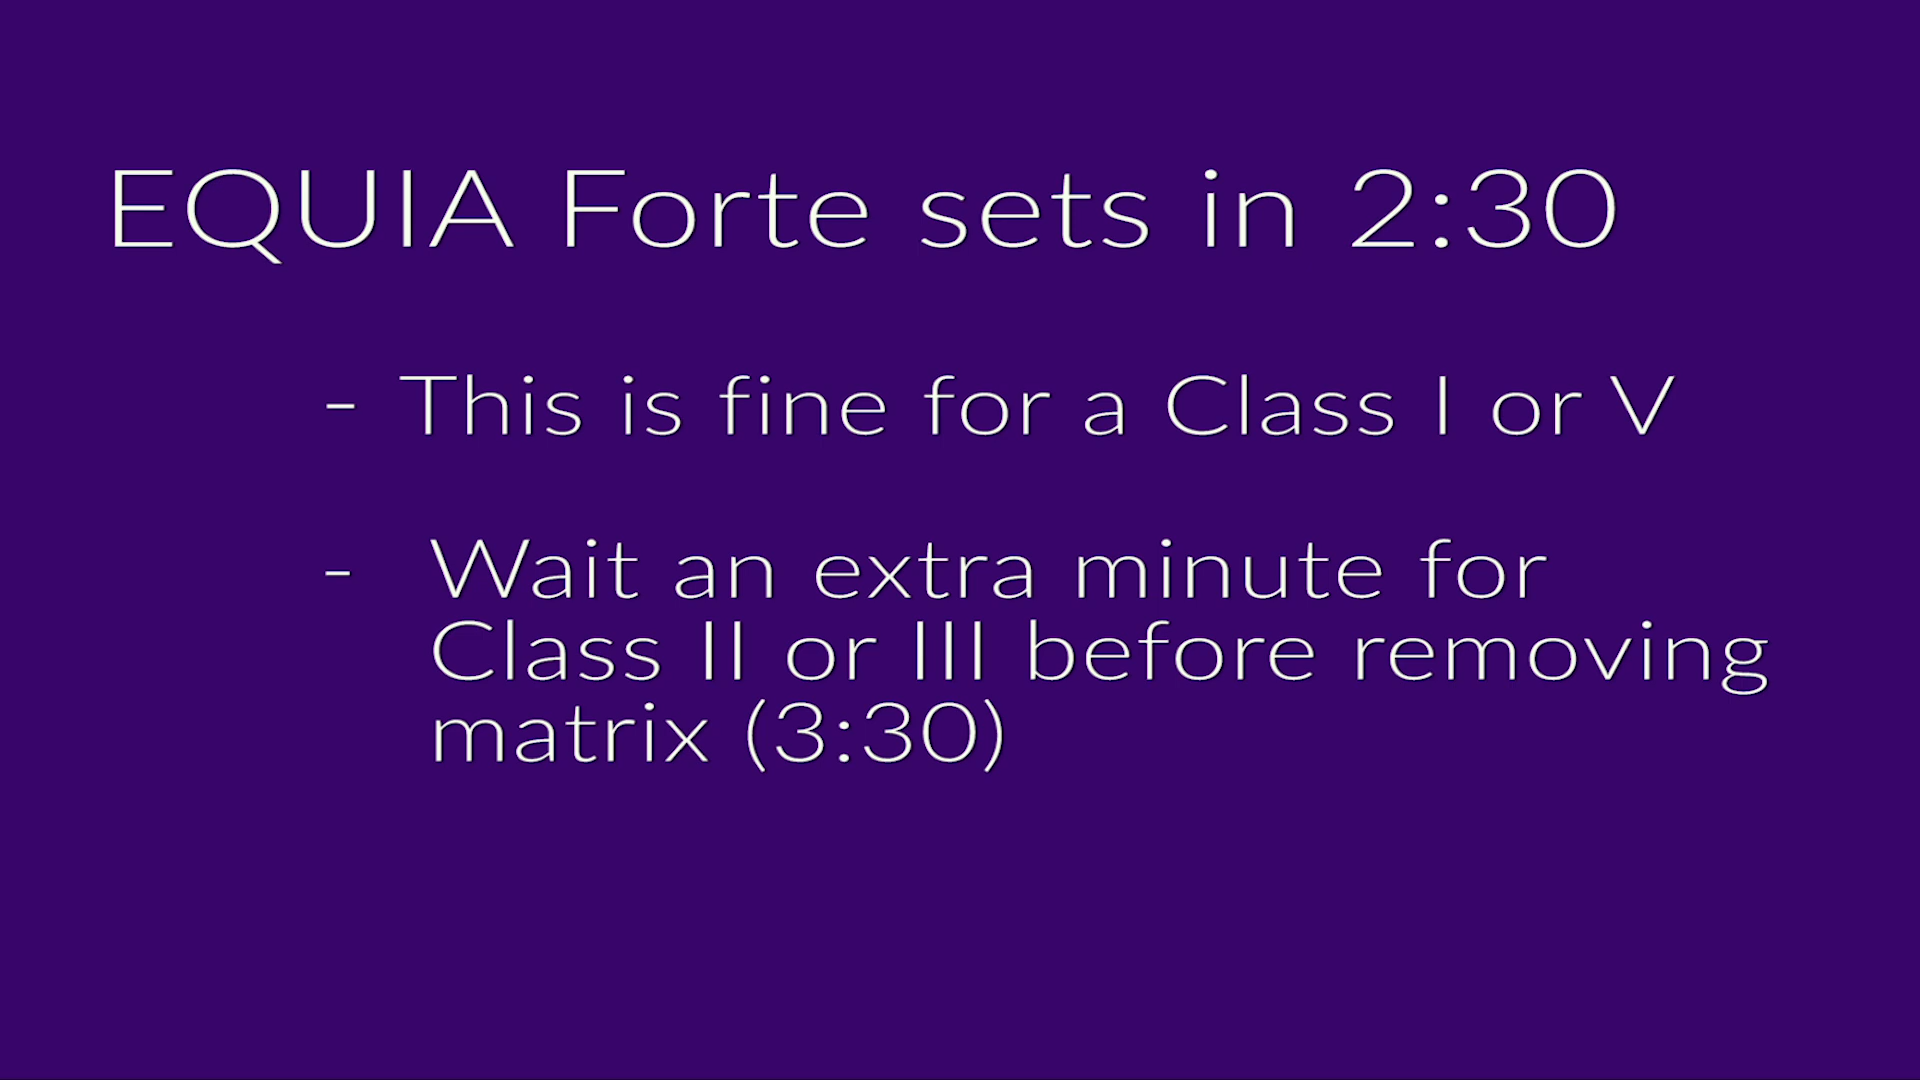 EQUIA Forte sets in 2:30
- This is fine for a Class I or V
- Wait an extra minute for
Class II or III before removing
matrix (3:30)